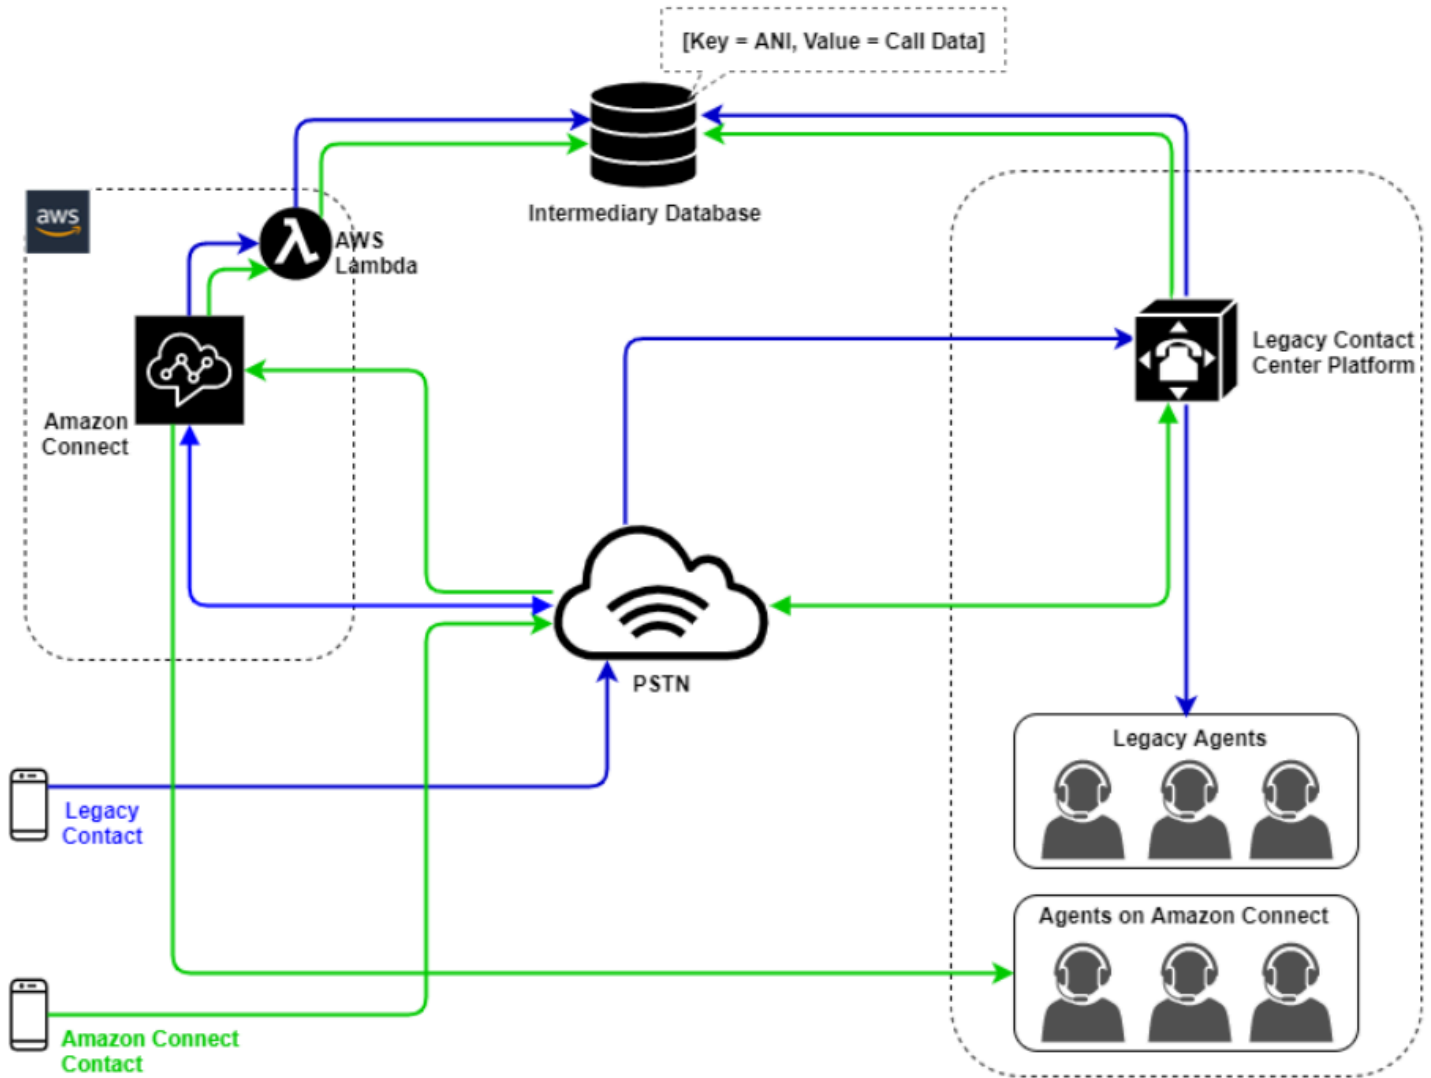 [Key = ANI, Value = Call Data]
aws
Intermediary Database
AWS
Lambda
Legacy Contact
Center Platform
Amazon
Connect
PSTN
Legacy Agents
Legacy
Contact
Agents on Amazon Connect
Amazon Connect
Contact